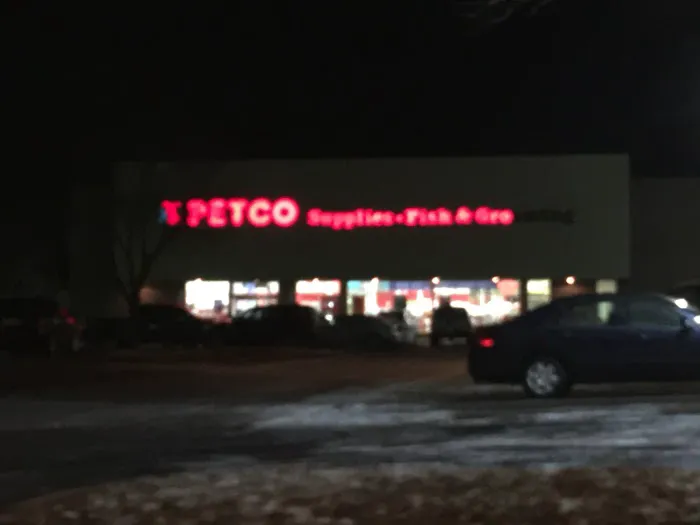 PETCO Supplies • Fish & Gro